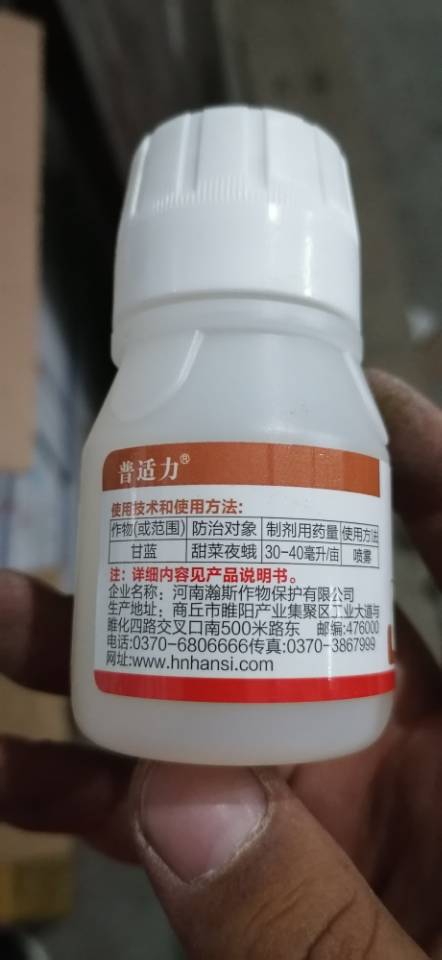 普适力®
使用技术和使用方法:
作物(或范围) 防治对象 制剂用药量 使用方法
甘蓝 甜菜夜蛾 30-40毫升/亩 喷雾
注：详细内容见产品说明书。
企业名称：河南瀚斯作物保护有限公司
生产地址：商丘市睢阳产业集聚区工业大道与
睢化四路交叉口南500米路东 邮编:476000
电话:0370-6806666传真:0370-3867999
网址:www.hnhansi.com